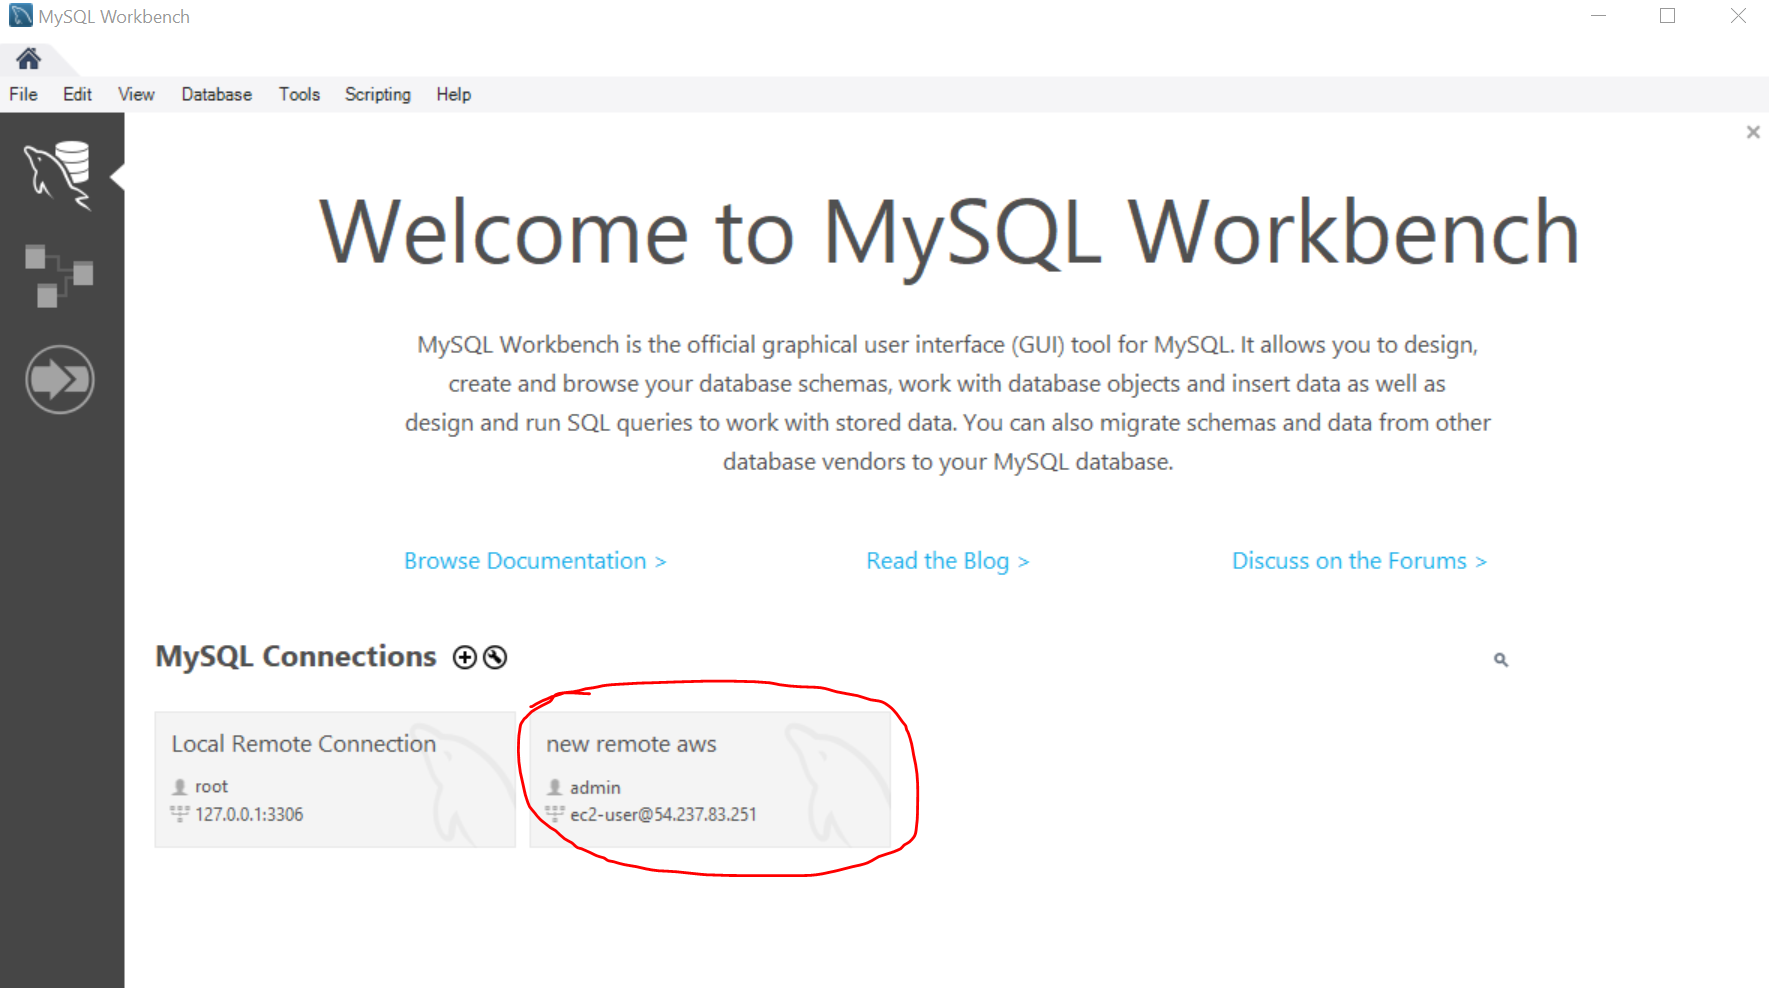 MySQL Workbench
File Edit View Database Tools Scripting Help
Welcome to MySQL Workbench
MySQL Workbench is the official graphical user interface (GUI) tool for MySQL. It allows you to design,
create and browse your database schemas, work with database objects and insert data as well as
design and run SQL queries to work with stored data. You can also migrate schemas and data from other
database vendors to your MySQL database.
Browse Documentation > Read the Blog > Discuss on the Forums >
MySQL Connections
Local Remote Connection
root
127.0.0.1:3306
new remote aws
admin
ec2-user@54.237.83.251